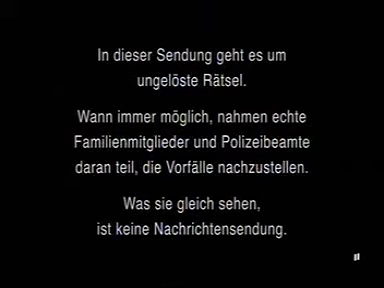 In dieser Sendung geht es um
ungelöste Rätsel.
Wann immer möglich, nahmen echte
Familienmitglieder und Polizeibeamte
daran teil, die Vorfälle nachzustellen.
Was sie gleich sehen,
ist keine Nachrichtensendung.